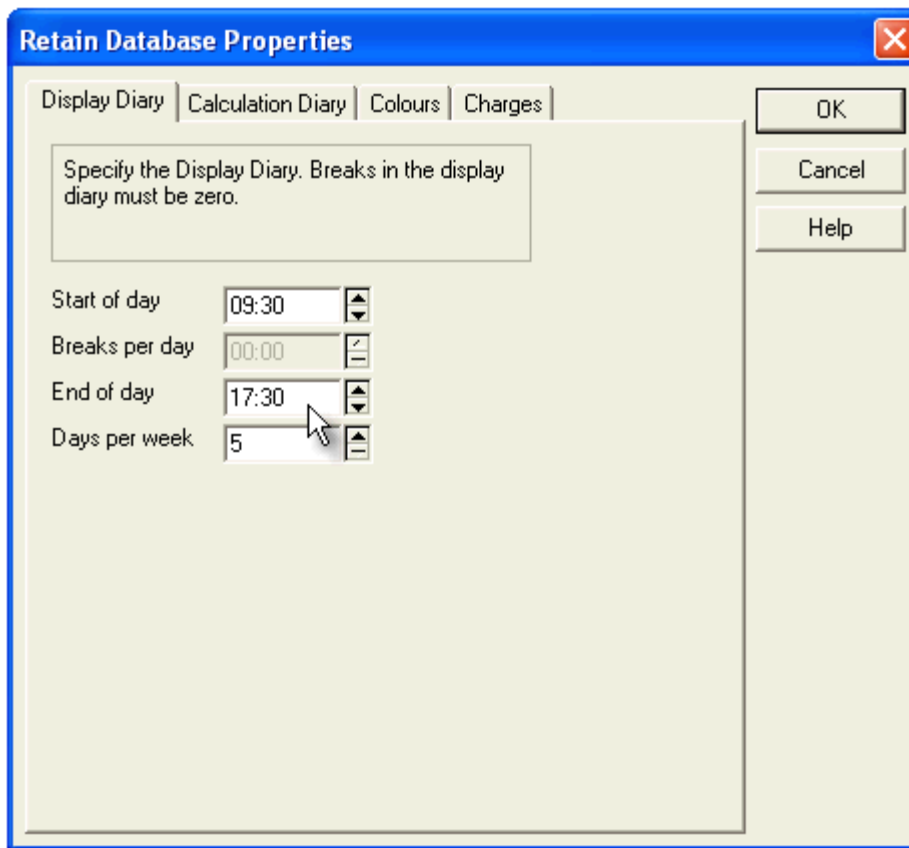 Retain Database Properties
Display Diary Calculation Diary Colours Charges
OK
Cancel
Help
Specify the Display Diary. Breaks in the display
diary must be zero.
Start of day 09:30
Breaks per day 00:00
End of day 17:30
Days per week 5